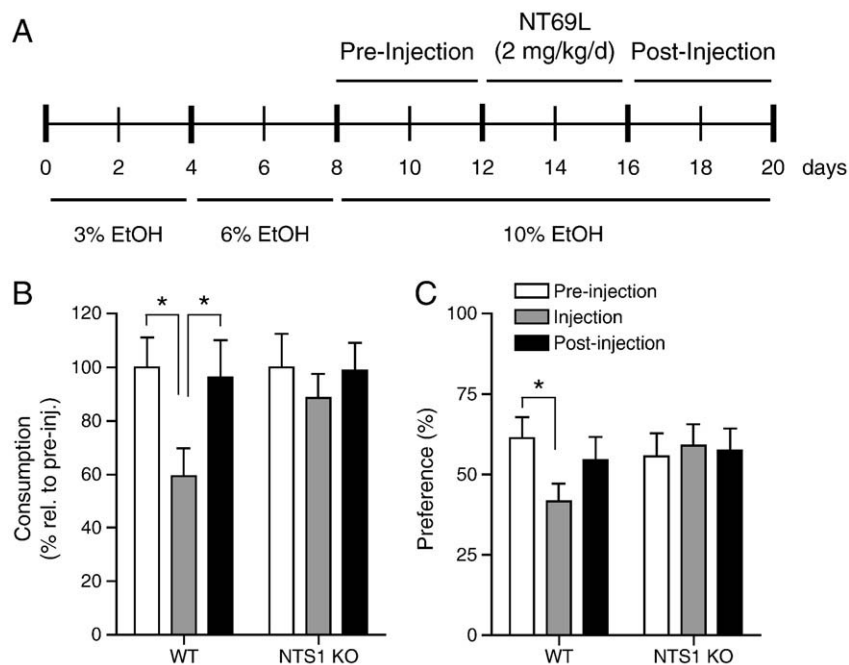 A
NT69L
Pre-Injection (2 mg/kg/d) Post-Injection
0 2 4 6 8 10 12 14 16 18 20 days
3% EtOH 6% EtOH 10% EtOH
B
Consumption
(% rel. to pre-inj.)
120
100
80
60
40
20
0
* *
WT NTS1 KO
C
Pre-injection
Injection
Post-injection
Preference (%)
100
75
50
25
0
*
WT NTS1 KO